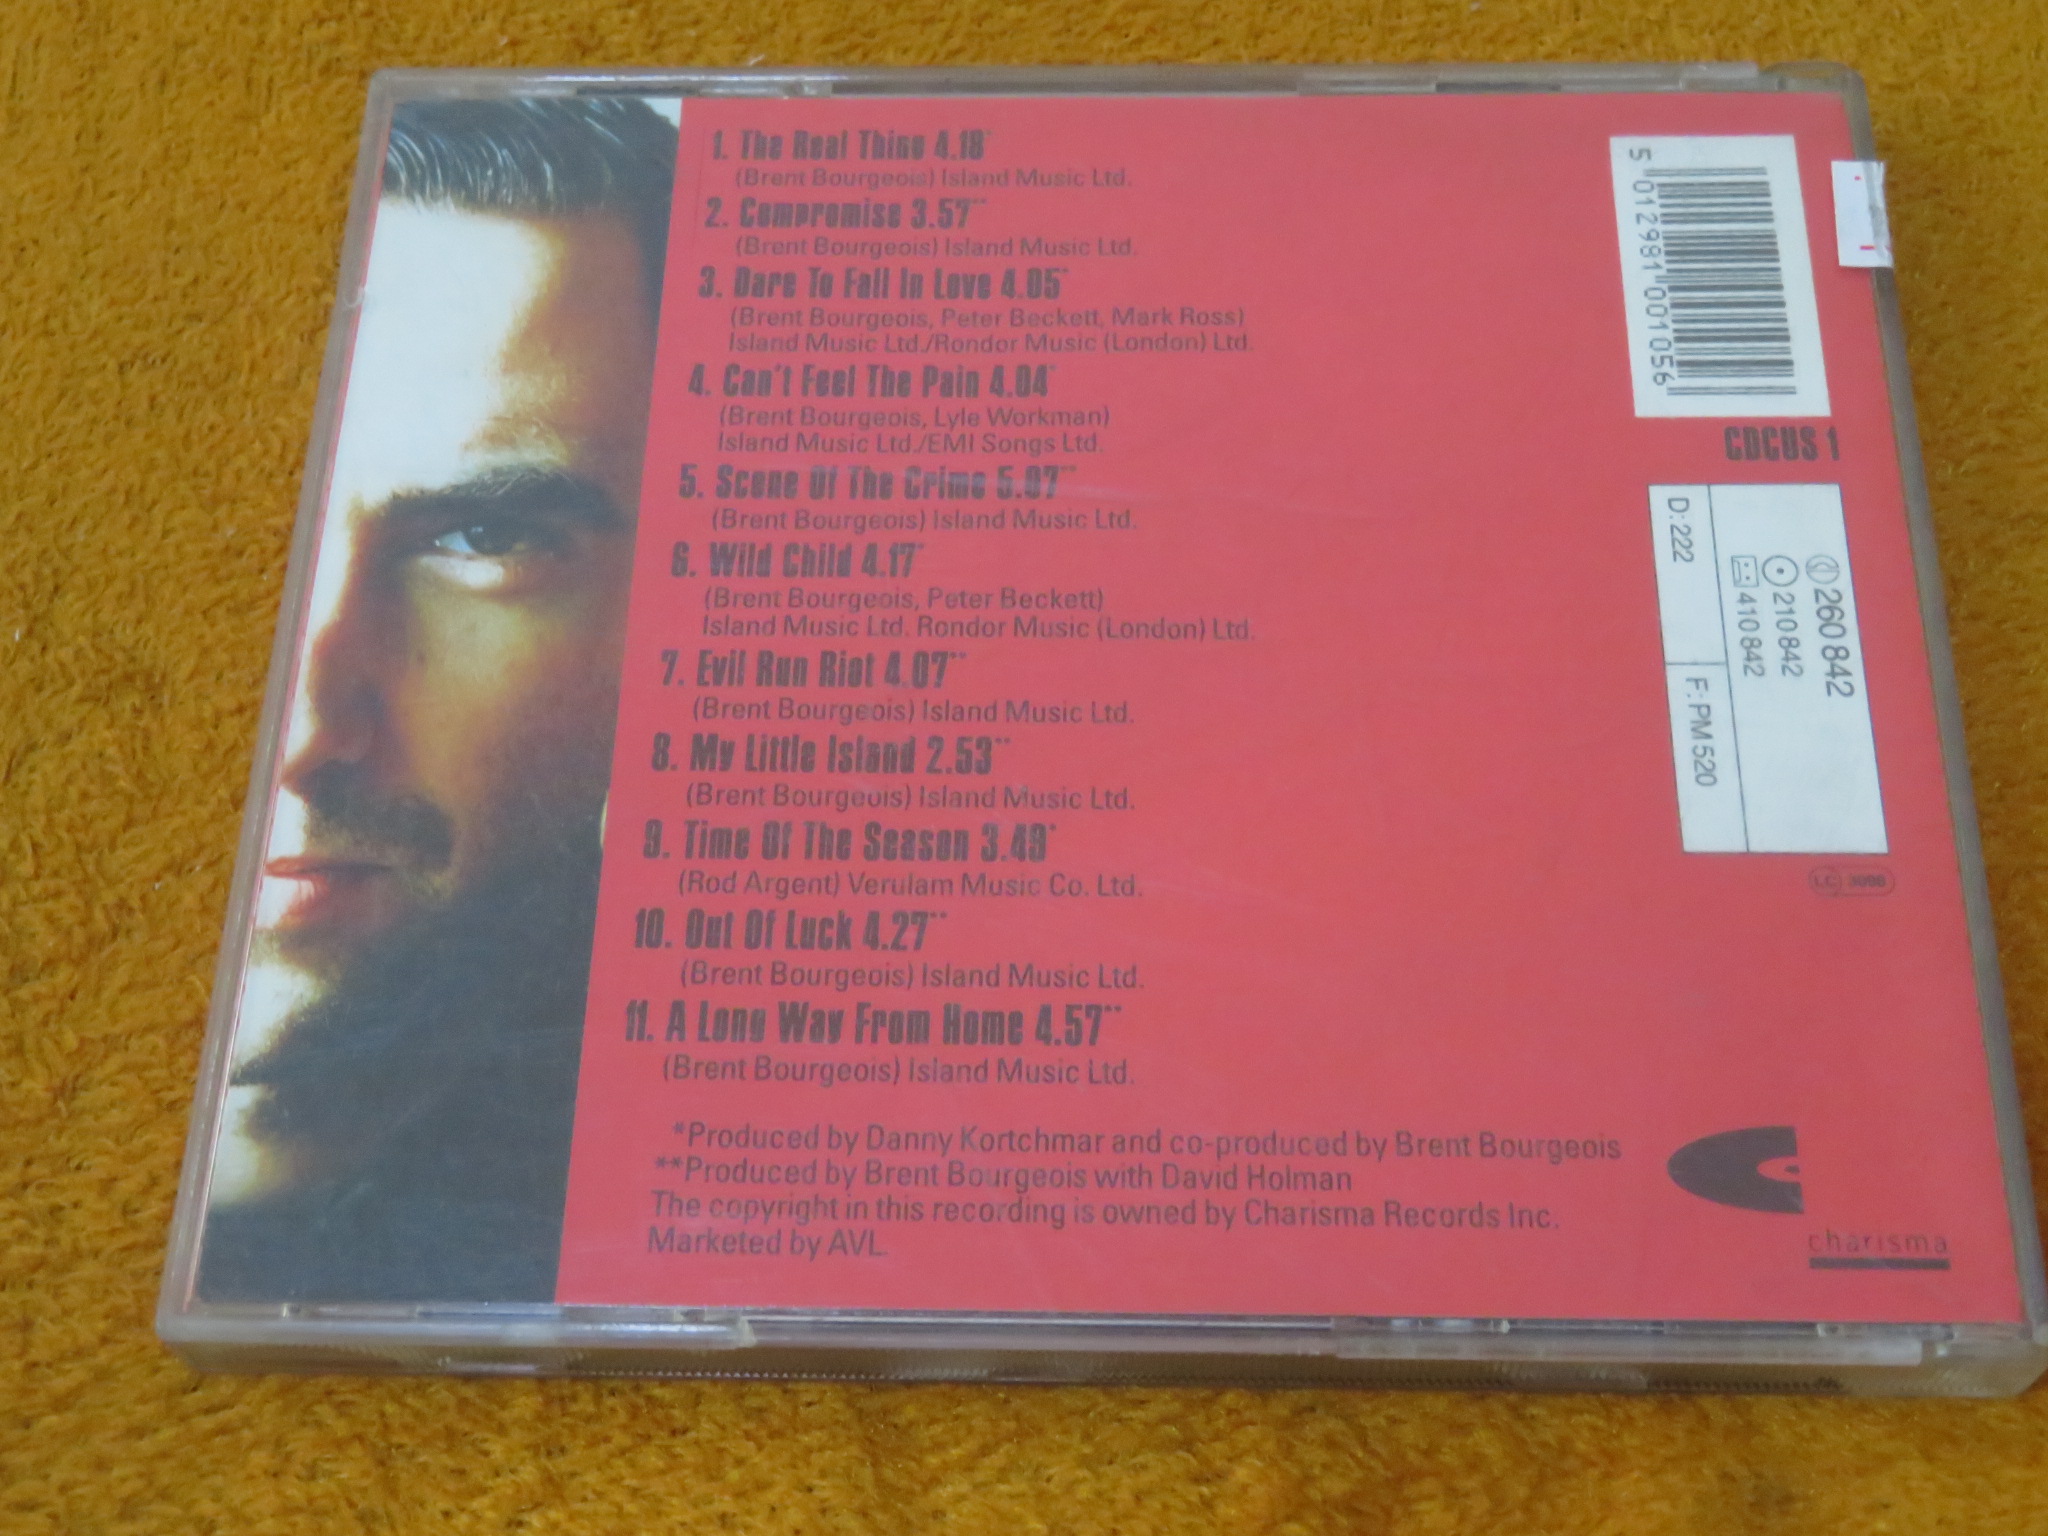 1. The Real Thing 4.18*
(Brent Bourgeois) Island Music Ltd.
2. Compromise 3.57**
(Brent Bourgeois) Island Music Ltd.
3. Dare To Fall In Love 4.05*
(Brent Bourgeois, Peter Beckett, Mark Ross)
Island Music Ltd./Rondor Music (London) Ltd.
4. Can't Feel The Pain 4.04*
(Brent Bourgeois, Lyle Workman)
Island Music Ltd./EMI Songs Ltd.
5. Scene Of The Crime 5.07**
(Brent Bourgeois) Island Music Ltd.
6. Wild Child 4.17*
(Brent Bourgeois, Peter Beckett)
Island Music Ltd. Rondor Music (London) Ltd.
7. Evil Run Riot 4.07**
(Brent Bourgeois) Island Music Ltd.
8. My Little Island 2.53**
(Brent Bourgeois) Island Music Ltd.
9. Time Of The Season 3.49*
(Rod Argent) Verulam Music Co. Ltd.
10. Out Of Luck 4.27**
(Brent Bourgeois) Island Music Ltd.
11. A Long Way From Home 4.57**
(Brent Bourgeois) Island Music Ltd.
*Produced by Danny Kortchmar and co-produced by Brent Bourgeois
**Produced by Brent Bourgeois with David Holman
The copyright in this recording is owned by Charisma Records Inc.
Marketed by AVL.
5 012981 001056
CDCUS 1
260 842
210 842
410 842
D: 222
F: PM 520
LC 3098
charisma